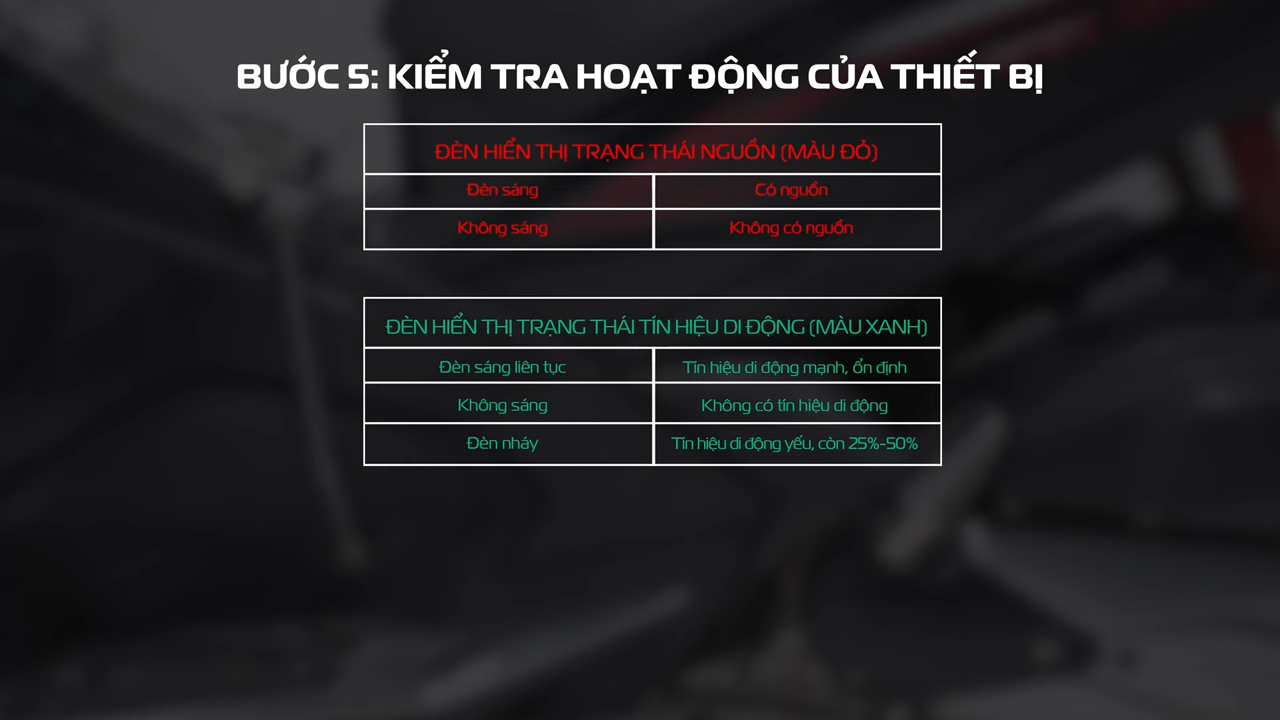 BƯỚC 5: KIỂM TRA HOẠT ĐỘNG CỦA THIẾT BỊ
ĐÈN HIỂN THỊ TRẠNG THÁI NGUỒN (MÀU ĐỎ)
Đèn sáng Có nguồn
Không sáng Không có nguồn
ĐÈN HIỂN THỊ TRẠNG THÁI TÍN HIỆU DI ĐỘNG (MÀU XANH)
Đèn sáng liên tục Tín hiệu di động mạnh, ổn định
Không sáng Không có tín hiệu di động
Đèn nháy Tín hiệu di động yếu, còn 25%-50%